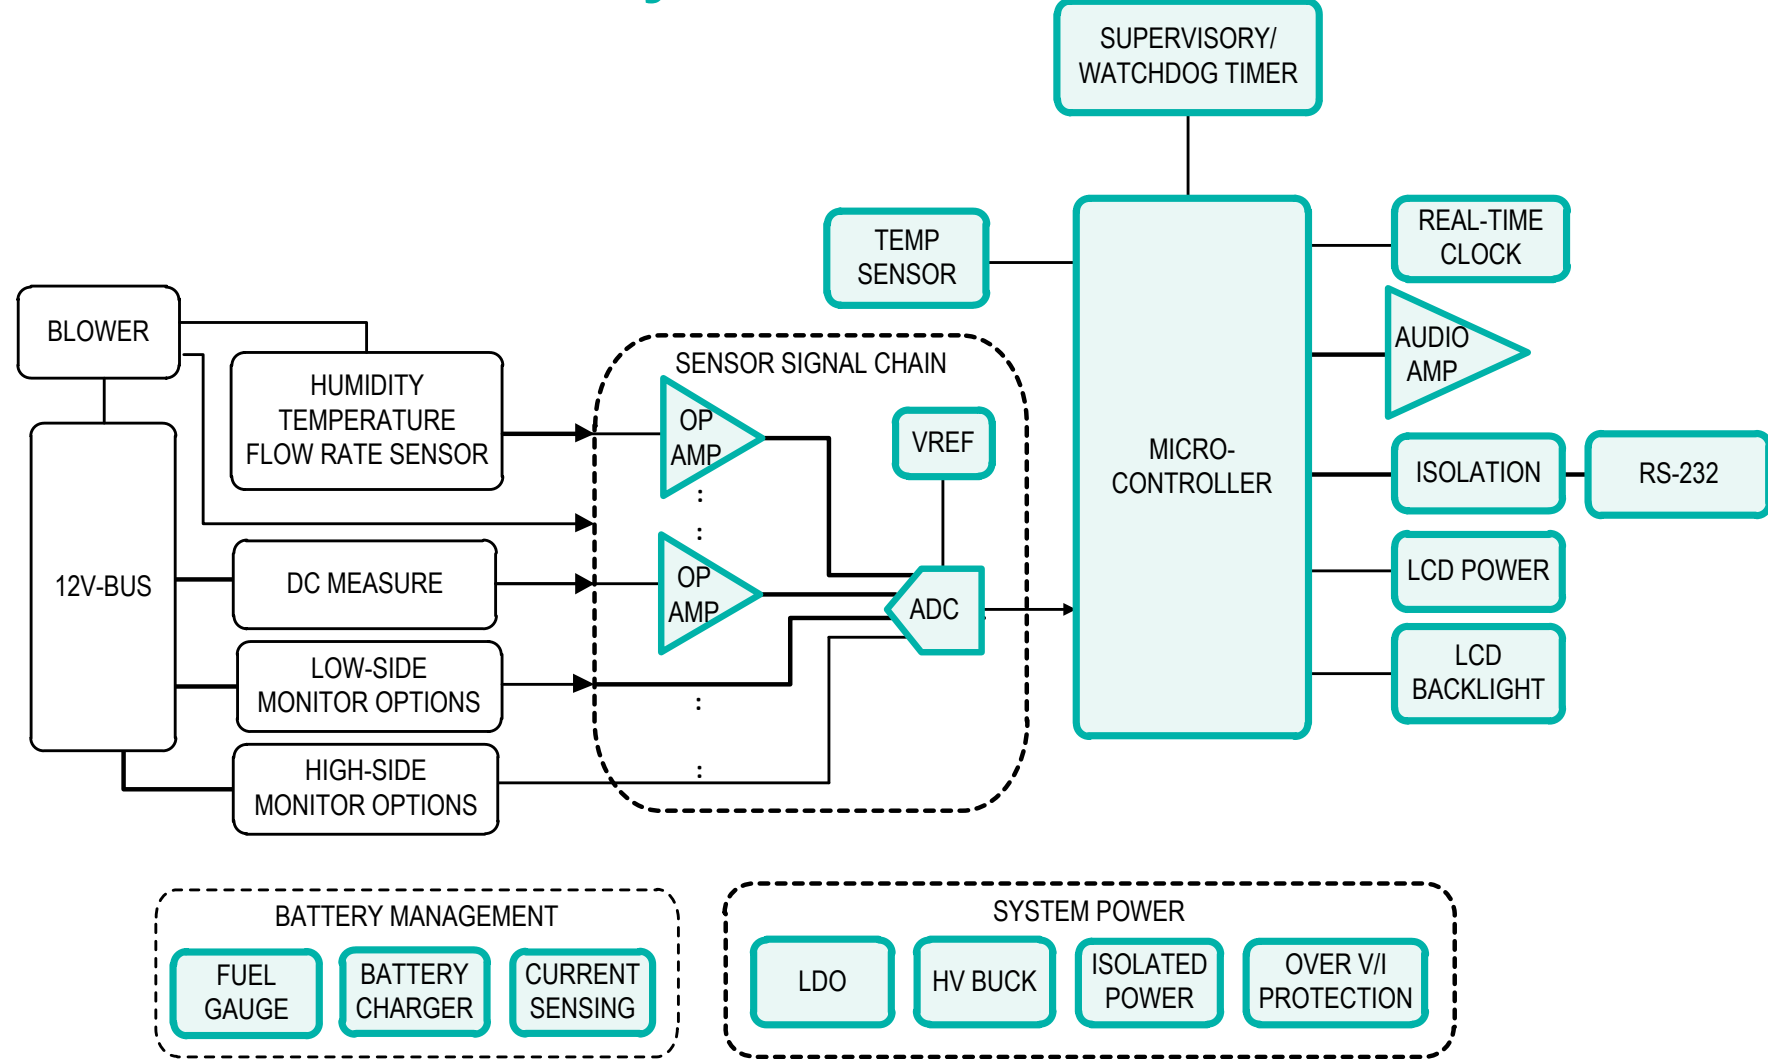 SUPERVISORY/
WATCHDOG TIMER
TEMP
SENSOR
REAL-TIME
CLOCK
BLOWER
AUDIO
AMP
SENSOR SIGNAL CHAIN
HUMIDITY
TEMPERATURE
FLOW RATE SENSOR
OP
AMP
:
:
VREF
MICRO-
CONTROLLER
ISOLATION
RS-232
12V-BUS
DC MEASURE
OP
AMP
ADC
LCD POWER
LOW-SIDE
MONITOR OPTIONS
:
:
LCD
BACKLIGHT
HIGH-SIDE
MONITOR OPTIONS
BATTERY MANAGEMENT
FUEL
GAUGE
BATTERY
CHARGER
CURRENT
SENSING
SYSTEM POWER
LDO
HV BUCK
ISOLATED
POWER
OVER V/I
PROTECTION